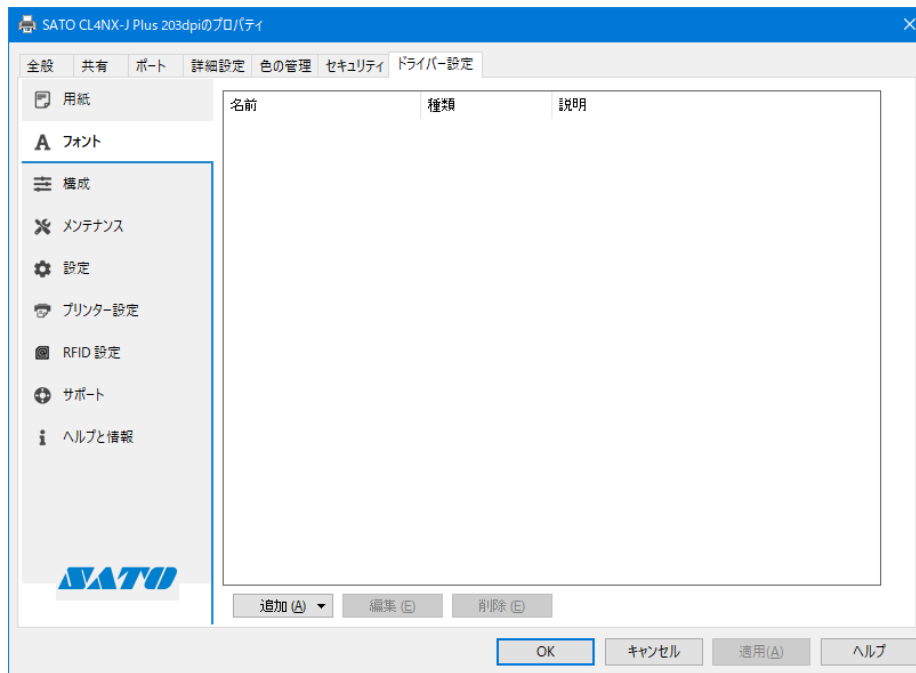 SATO CL4NX-J Plus 203dpiのプロパティ
全般 共有 ポート 詳細設定 色の管理 セキュリティ ドライバー設定
用紙
フォント
構成
メンテナンス
設定
プリンター設定
RFID 設定
サポート
ヘルプと情報
SATO
名前 種類 説明
追加 (A) 編集 (E) 削除 (E)
OK キャンセル 適用(A) ヘルプ